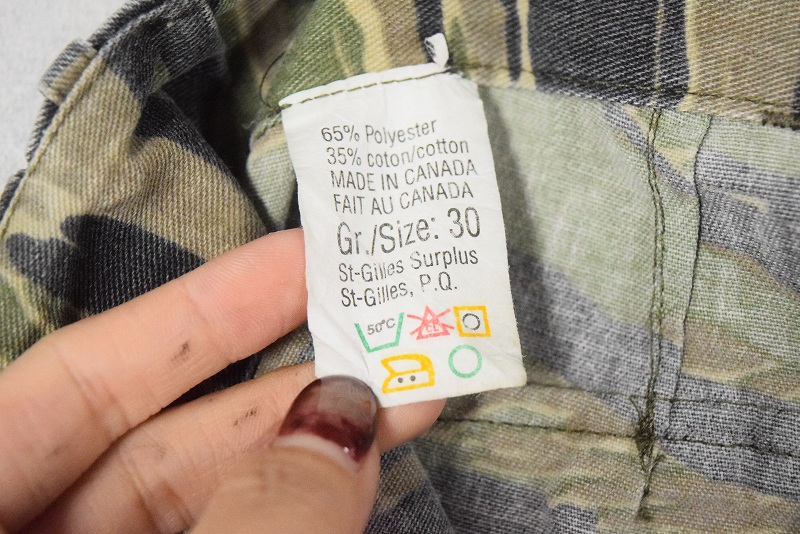 65% Polyester
35% coton/cotton
MADE IN CANADA
FAIT AU CANADA
Gr./Size: 30
St-Gilles Surplus
St-Gilles, P.Q.
50°C
CL